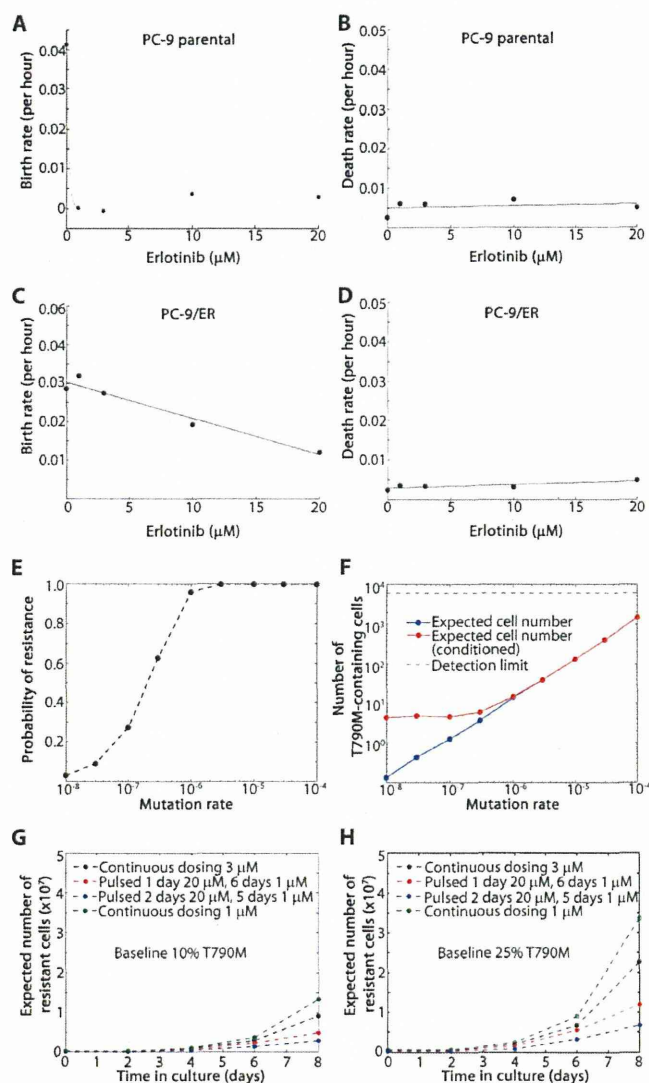 A
PC-9 parental
Birth rate (per hour)
0.04
0.03
0.02
0.01
0
0 5 10 15 20
Erlotinib (μM)
B
PC-9 parental
Death rate (per hour)
0.05
0.04
0.03
0.02
0.01
0 5 10 15 20
Erlotinib (μM)
C
PC-9/ER
Birth rate (per hour)
0.06
0.05
0.04
0.03
0.02
0.01
0 5 10 15 20
Erlotinib (μM)
D
PC-9/ER
Death rate (per hour)
0.05
0.04
0.03
0.02
0.01
0 5 10 15 20
Erlotinib (μM)
E
Probability of resistance
1.0
0.8
0.6
0.4
0.2
10⁻⁸ 10⁻⁷ 10⁻⁶ 10⁻⁵ 10⁻⁴
Mutation rate
F
Number of
T790M-containing cells
10⁴
10³
10²
10¹
10⁰
Expected cell number
Expected cell number
(conditioned)
Detection limit
10⁻⁸ 10⁻⁷ 10⁻⁶ 10⁻⁵ 10⁻⁴
Mutation rate
G
Expected number of
resistant cells (x10⁷)
5
4
3
2
1
0
Continuous dosing 3 μM
Pulsed 1 day 20 μM, 6 days 1 μM
Pulsed 2 days 20 μM, 5 days 1 μM
Continuous dosing 1 μM
Baseline 10% T790M
0 1 2 3 4 5 6 7 8
Time in culture (days)
H
Expected number of
resistant cells (x10⁷)
5
4
3
2
1
0
Continuous dosing 3 μM
Pulsed 1 day 20 μM, 6 days 1 μM
Pulsed 2 days 20 μM, 5 days 1 μM
Continuous dosing 1 μM
Baseline 25% T790M
0 1 2 3 4 5 6 7 8
Time in culture (days)